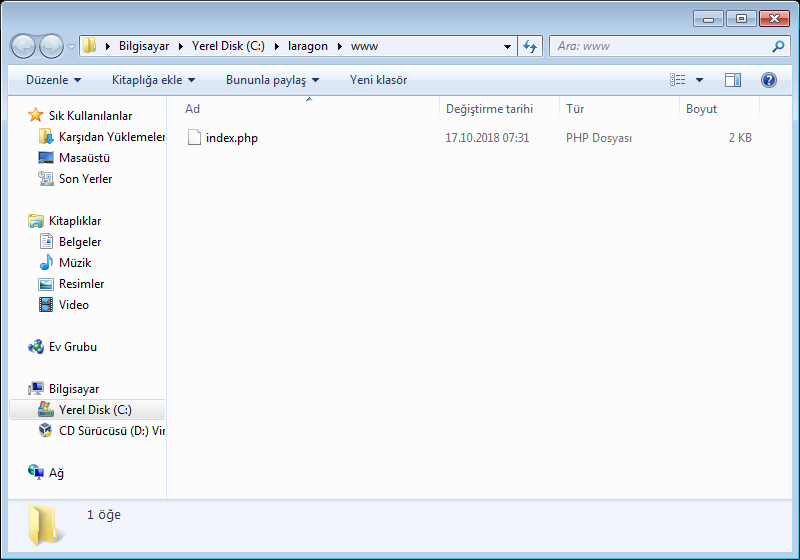 Bilgisayar Yerel Disk (C:) laragon www Ara: www
Düzenle Kitaplığa ekle Bununla paylaş Yeni klasör
Ad Değiştirme tarihi Tür Boyut
index.php 17.10.2018 07:31 PHP Dosyası 2 KB
Sık Kullanılanlar
Karşıdan Yüklemeler
Masaüstü
Son Yerler
Kitaplıklar
Belgeler
Müzik
Resimler
Video
Ev Grubu
Bilgisayar
Yerel Disk (C:)
CD Sürücüsü (D:) Vir
Ağ
1 öğe